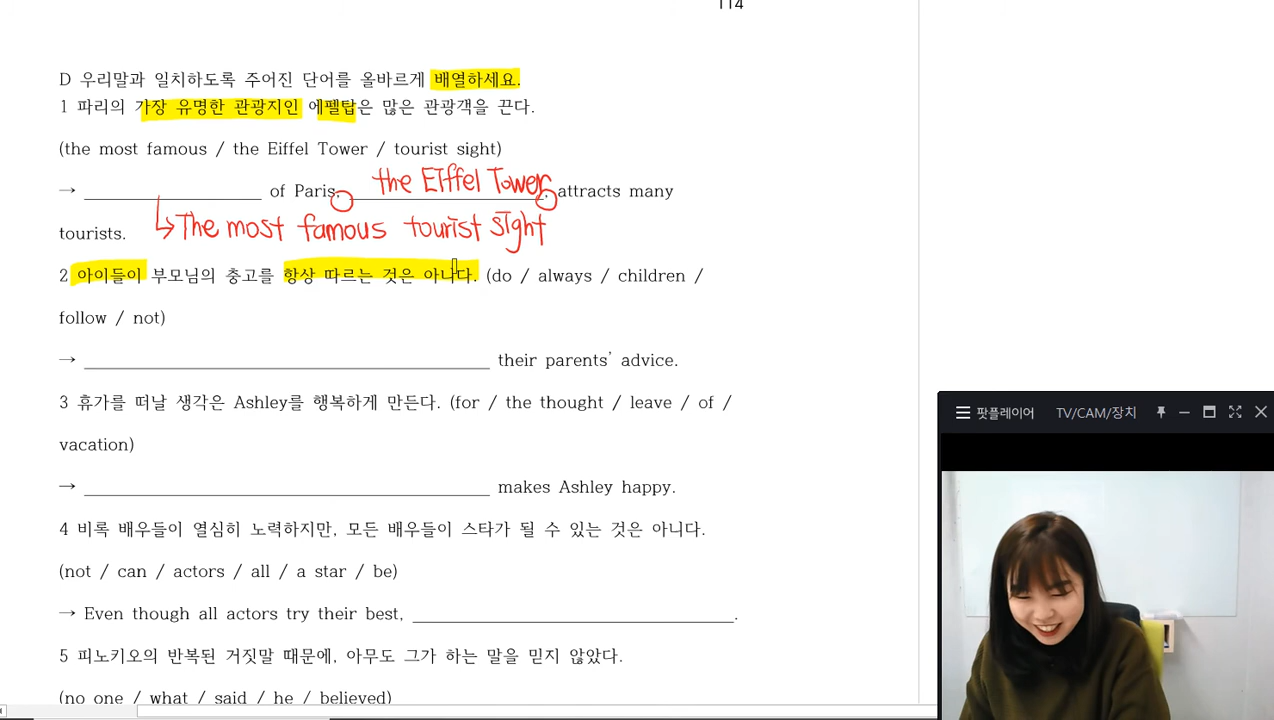 114
D 우리말과 일치하도록 주어진 단어를 올바르게 배열하세요.
1 파리의 가장 유명한 관광지인 에펠탑은 많은 관광객을 끈다.
(the most famous / the Eiffel Tower / tourist sight)
the Eiffel Tower
→ ____________________ of Paris, ______________________, attracts many
↳ The most famous tourist sight
tourists.
2 아이들이 부모님의 충고를 항상 따르는 것은 아니다. (do / always / children /
follow / not)
→ ______________________________________________ their parents’ advice.
3 휴가를 떠날 생각은 Ashley를 행복하게 만든다. (for / the thought / leave / of /
vacation)
→ ______________________________________________ makes Ashley happy.
4 비록 배우들이 열심히 노력하지만, 모든 배우들이 스타가 될 수 있는 것은 아니다.
(not / can / actors / all / a star / be)
→ Even though all actors try their best, ____________________________________.
5 피노키오의 반복된 거짓말 때문에, 아무도 그가 하는 말을 믿지 않았다.
(no one / what / said / he / believed)
팟플레이어 TV/CAM/장치